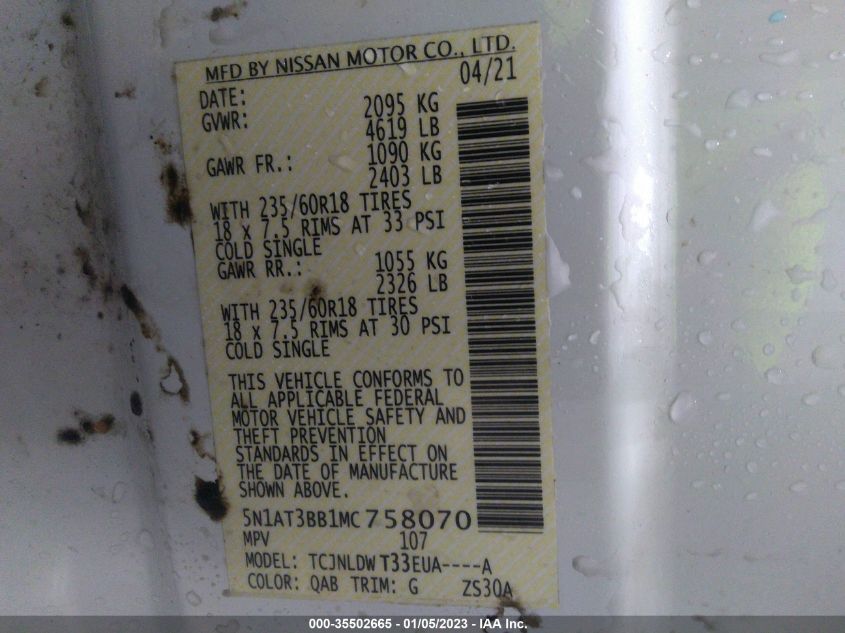 MFD BY NISSAN MOTOR CO., LTD.
DATE: 04/21
GVWR: 2095 KG
4619 LB
GAWR FR.: 1090 KG
2403 LB
WITH 235/60R18 TIRES
18 x 7.5 RIMS AT 33 PSI
COLD SINGLE
GAWR RR.: 1055 KG
2326 LB
WITH 235/60R18 TIRES
18 x 7.5 RIMS AT 30 PSI
COLD SINGLE
THIS VEHICLE CONFORMS TO
ALL APPLICABLE FEDERAL
MOTOR VEHICLE SAFETY AND
THEFT PREVENTION
STANDARDS IN EFFECT ON
THE DATE OF MANUFACTURE
SHOWN ABOVE.
5N1AT3BB1MC758070
MPV 107
MODEL: TCJNLDWT33EUA----A
COLOR: QAB TRIM: G ZS30A
000-35502665 - 01/05/2023 - IAA Inc.